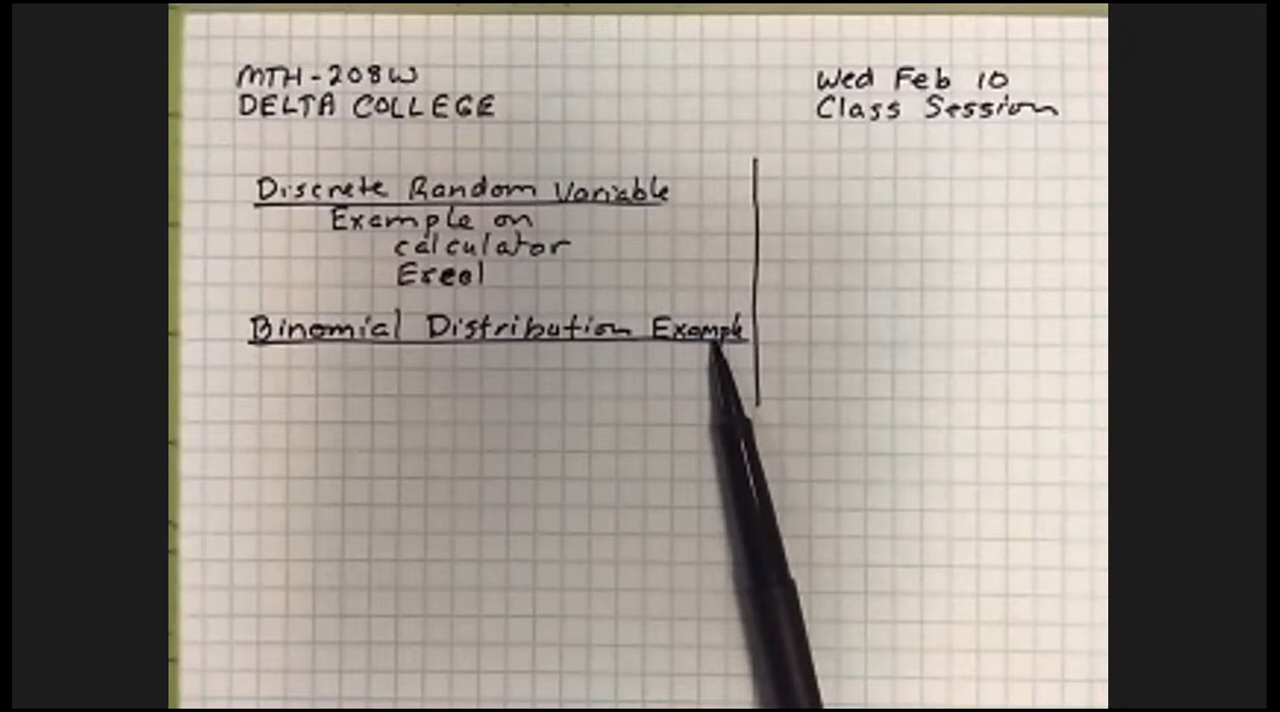 MTH-208W
DELTA COLLEGE
Wed Feb 10
Class Session
Discrete Random Variable
Example on
calculator
Excel
Binomial Distribution Example